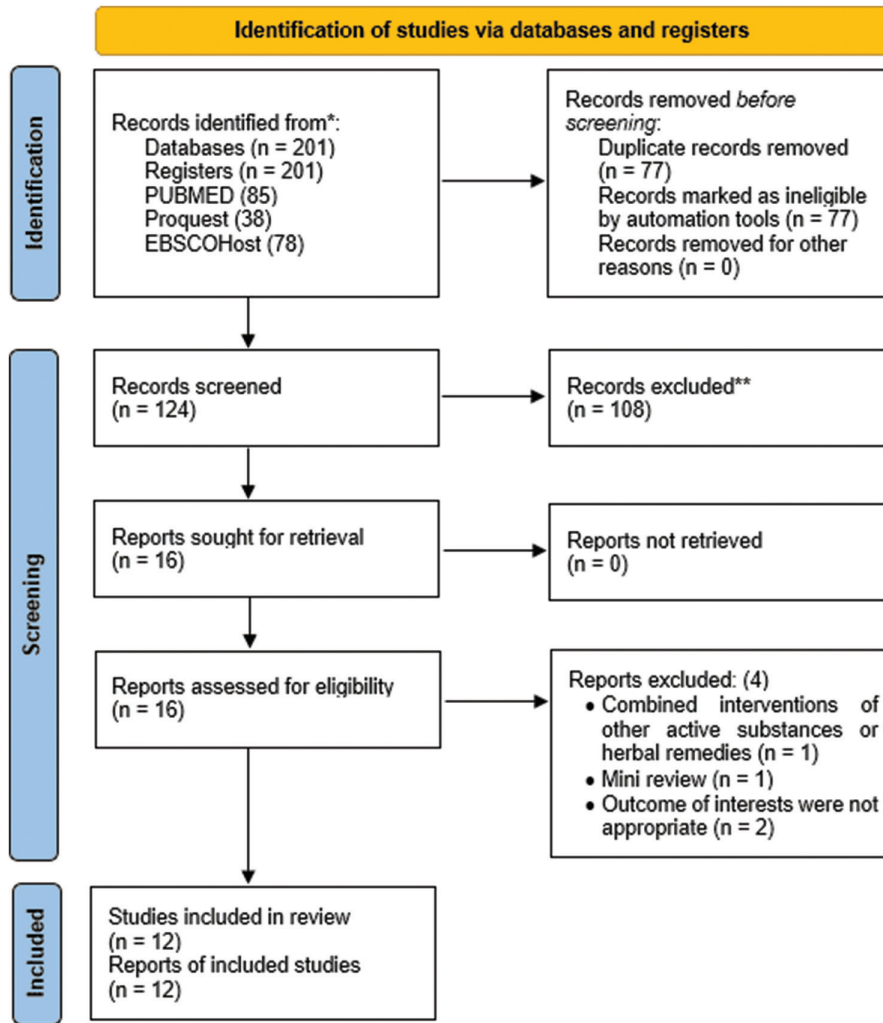 Identification of studies via databases and registers
Identification
Records identified from*:
Databases (n = 201)
Registers (n = 201)
PUBMED (85)
Proquest (38)
EBSCOHost (78)
Records removed before
screening:
Duplicate records removed
(n = 77)
Records marked as ineligible
by automation tools (n = 77)
Records removed for other
reasons (n = 0)
Screening
Records screened
(n = 124)
Records excluded**
(n = 108)
Reports sought for retrieval
(n = 16)
Reports not retrieved
(n = 0)
Reports assessed for eligibility
(n = 16)
Reports excluded: (4)
• Combined interventions of
other active substances or
herbal remedies (n = 1)
• Mini review (n = 1)
• Outcome of interests were not
appropriate (n = 2)
Included
Studies included in review
(n = 12)
Reports of included studies
(n = 12)